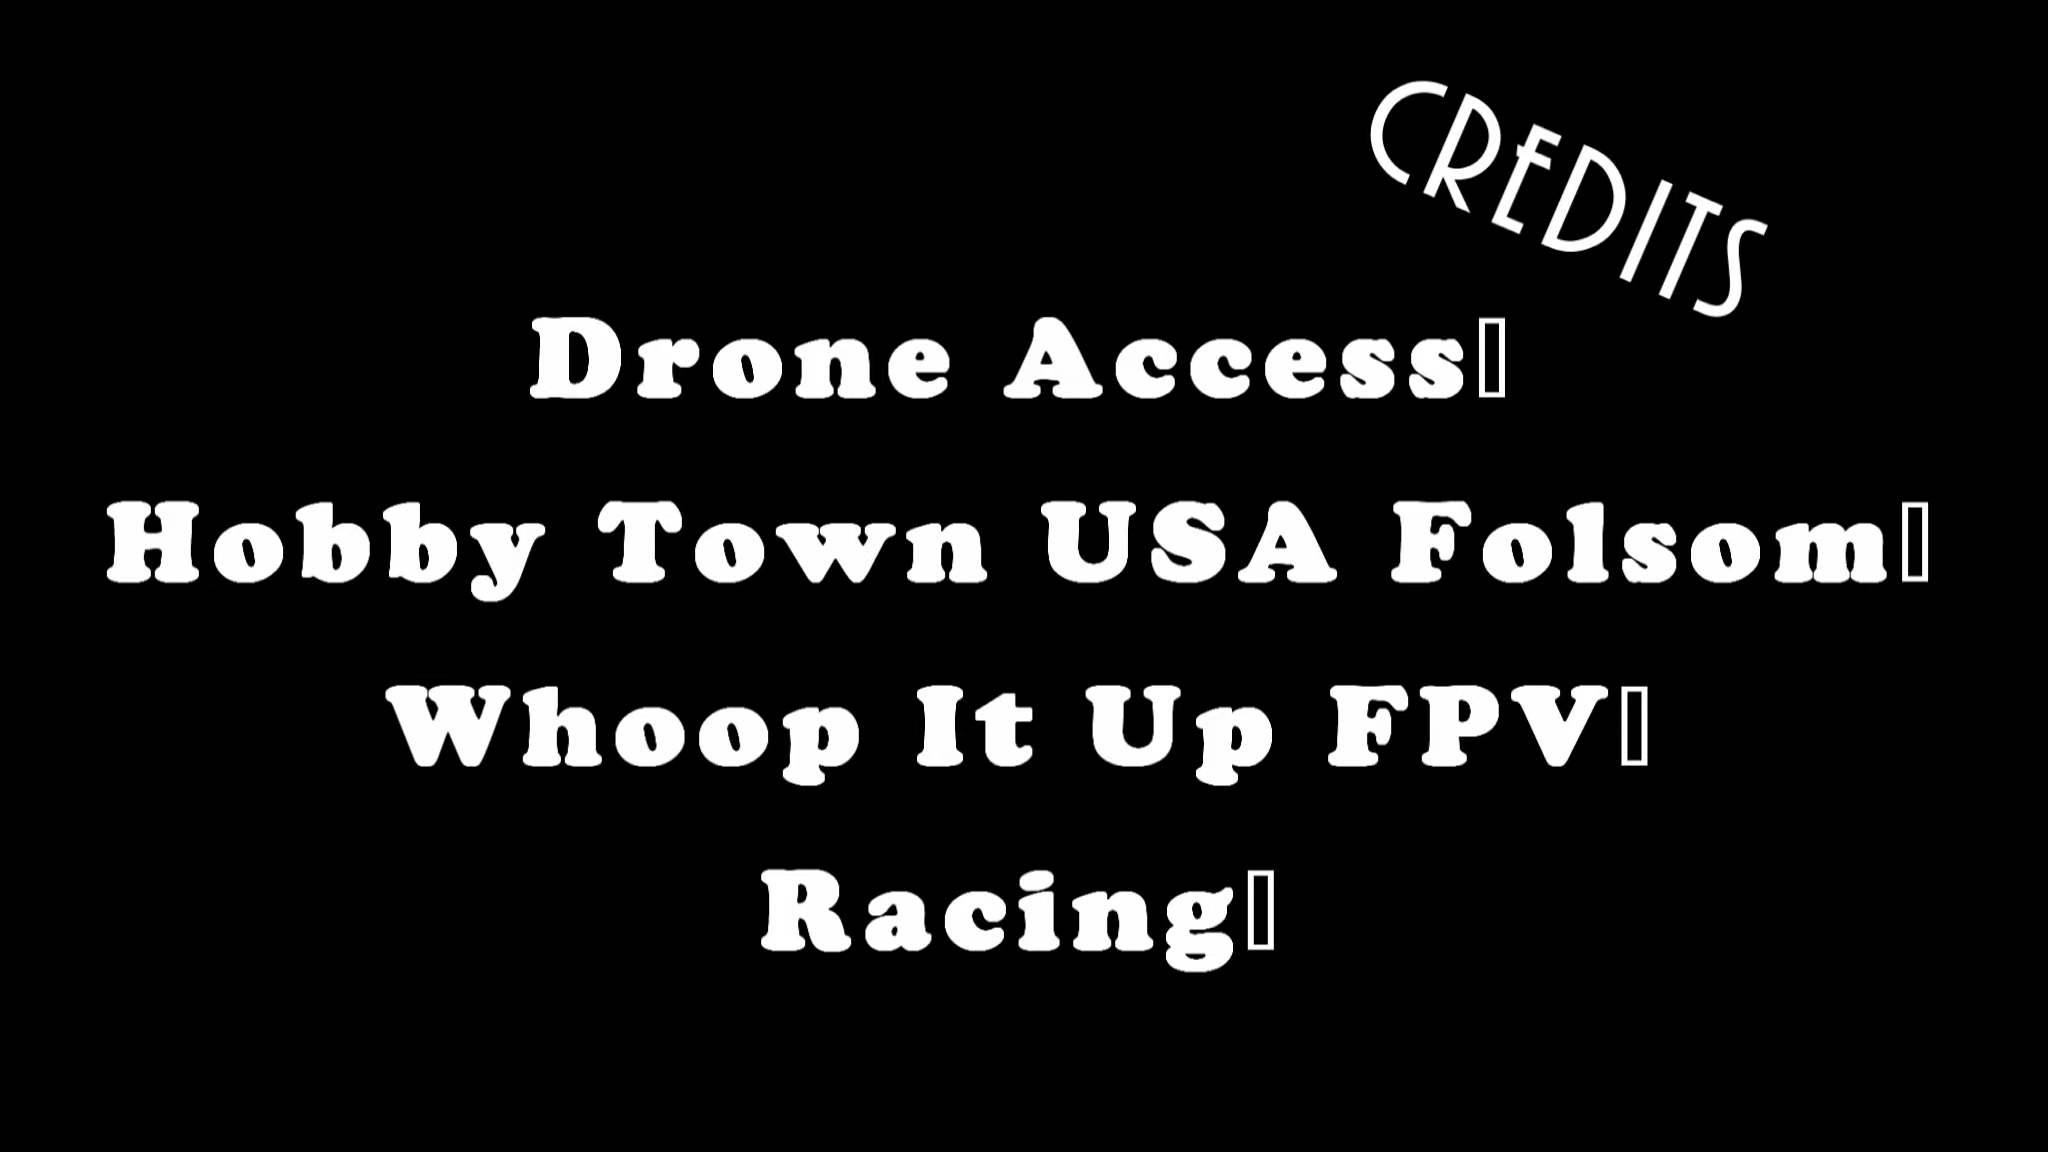 CREDITS
Drone Access▯
Hobby Town USA Folsom▯
Whoop It Up FPV▯
Racing▯